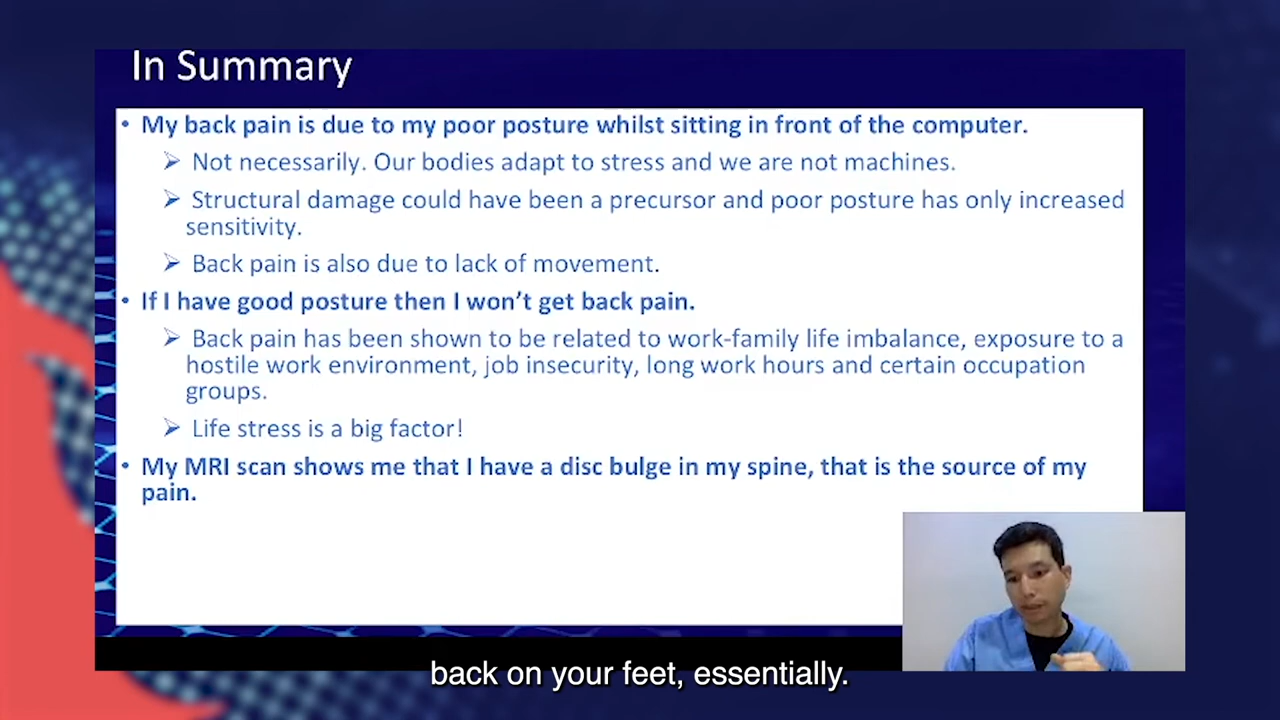 In Summary
• My back pain is due to my poor posture whilst sitting in front of the computer.
➢ Not necessarily. Our bodies adapt to stress and we are not machines.
➢ Structural damage could have been a precursor and poor posture has only increased
sensitivity.
➢ Back pain is also due to lack of movement.
• If I have good posture then I won’t get back pain.
➢ Back pain has been shown to be related to work-family life imbalance, exposure to a
hostile work environment, job insecurity, long work hours and certain occupation
groups.
➢ Life stress is a big factor!
• My MRI scan shows me that I have a disc bulge in my spine, that is the source of my
pain.
back on your feet, essentially.